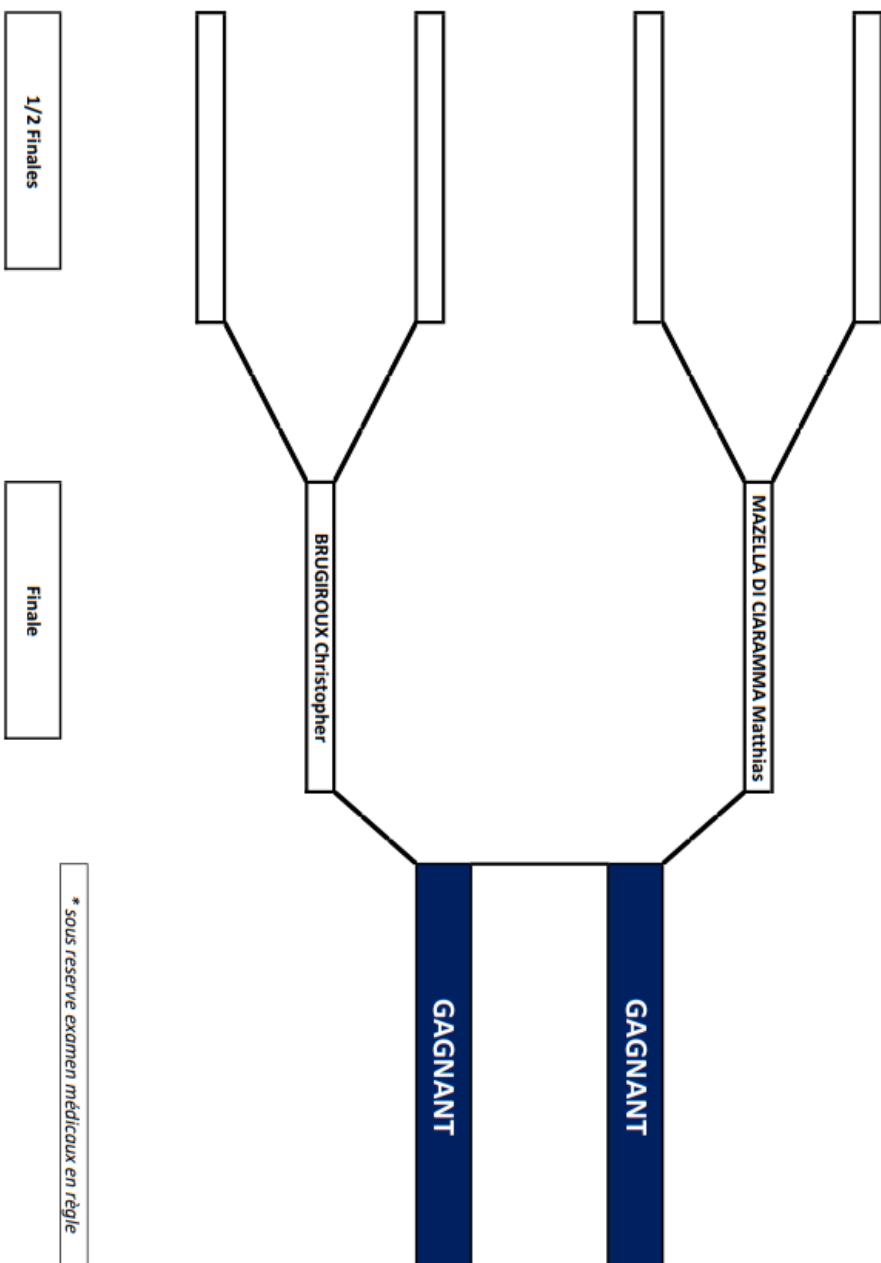 MAZELLA DI CIARAMMA Matthias
GAGNANT
GAGNANT
BRUGIROUX Christopher
* sous reserve examen médicaux en règle
1/2 Finales
Finale